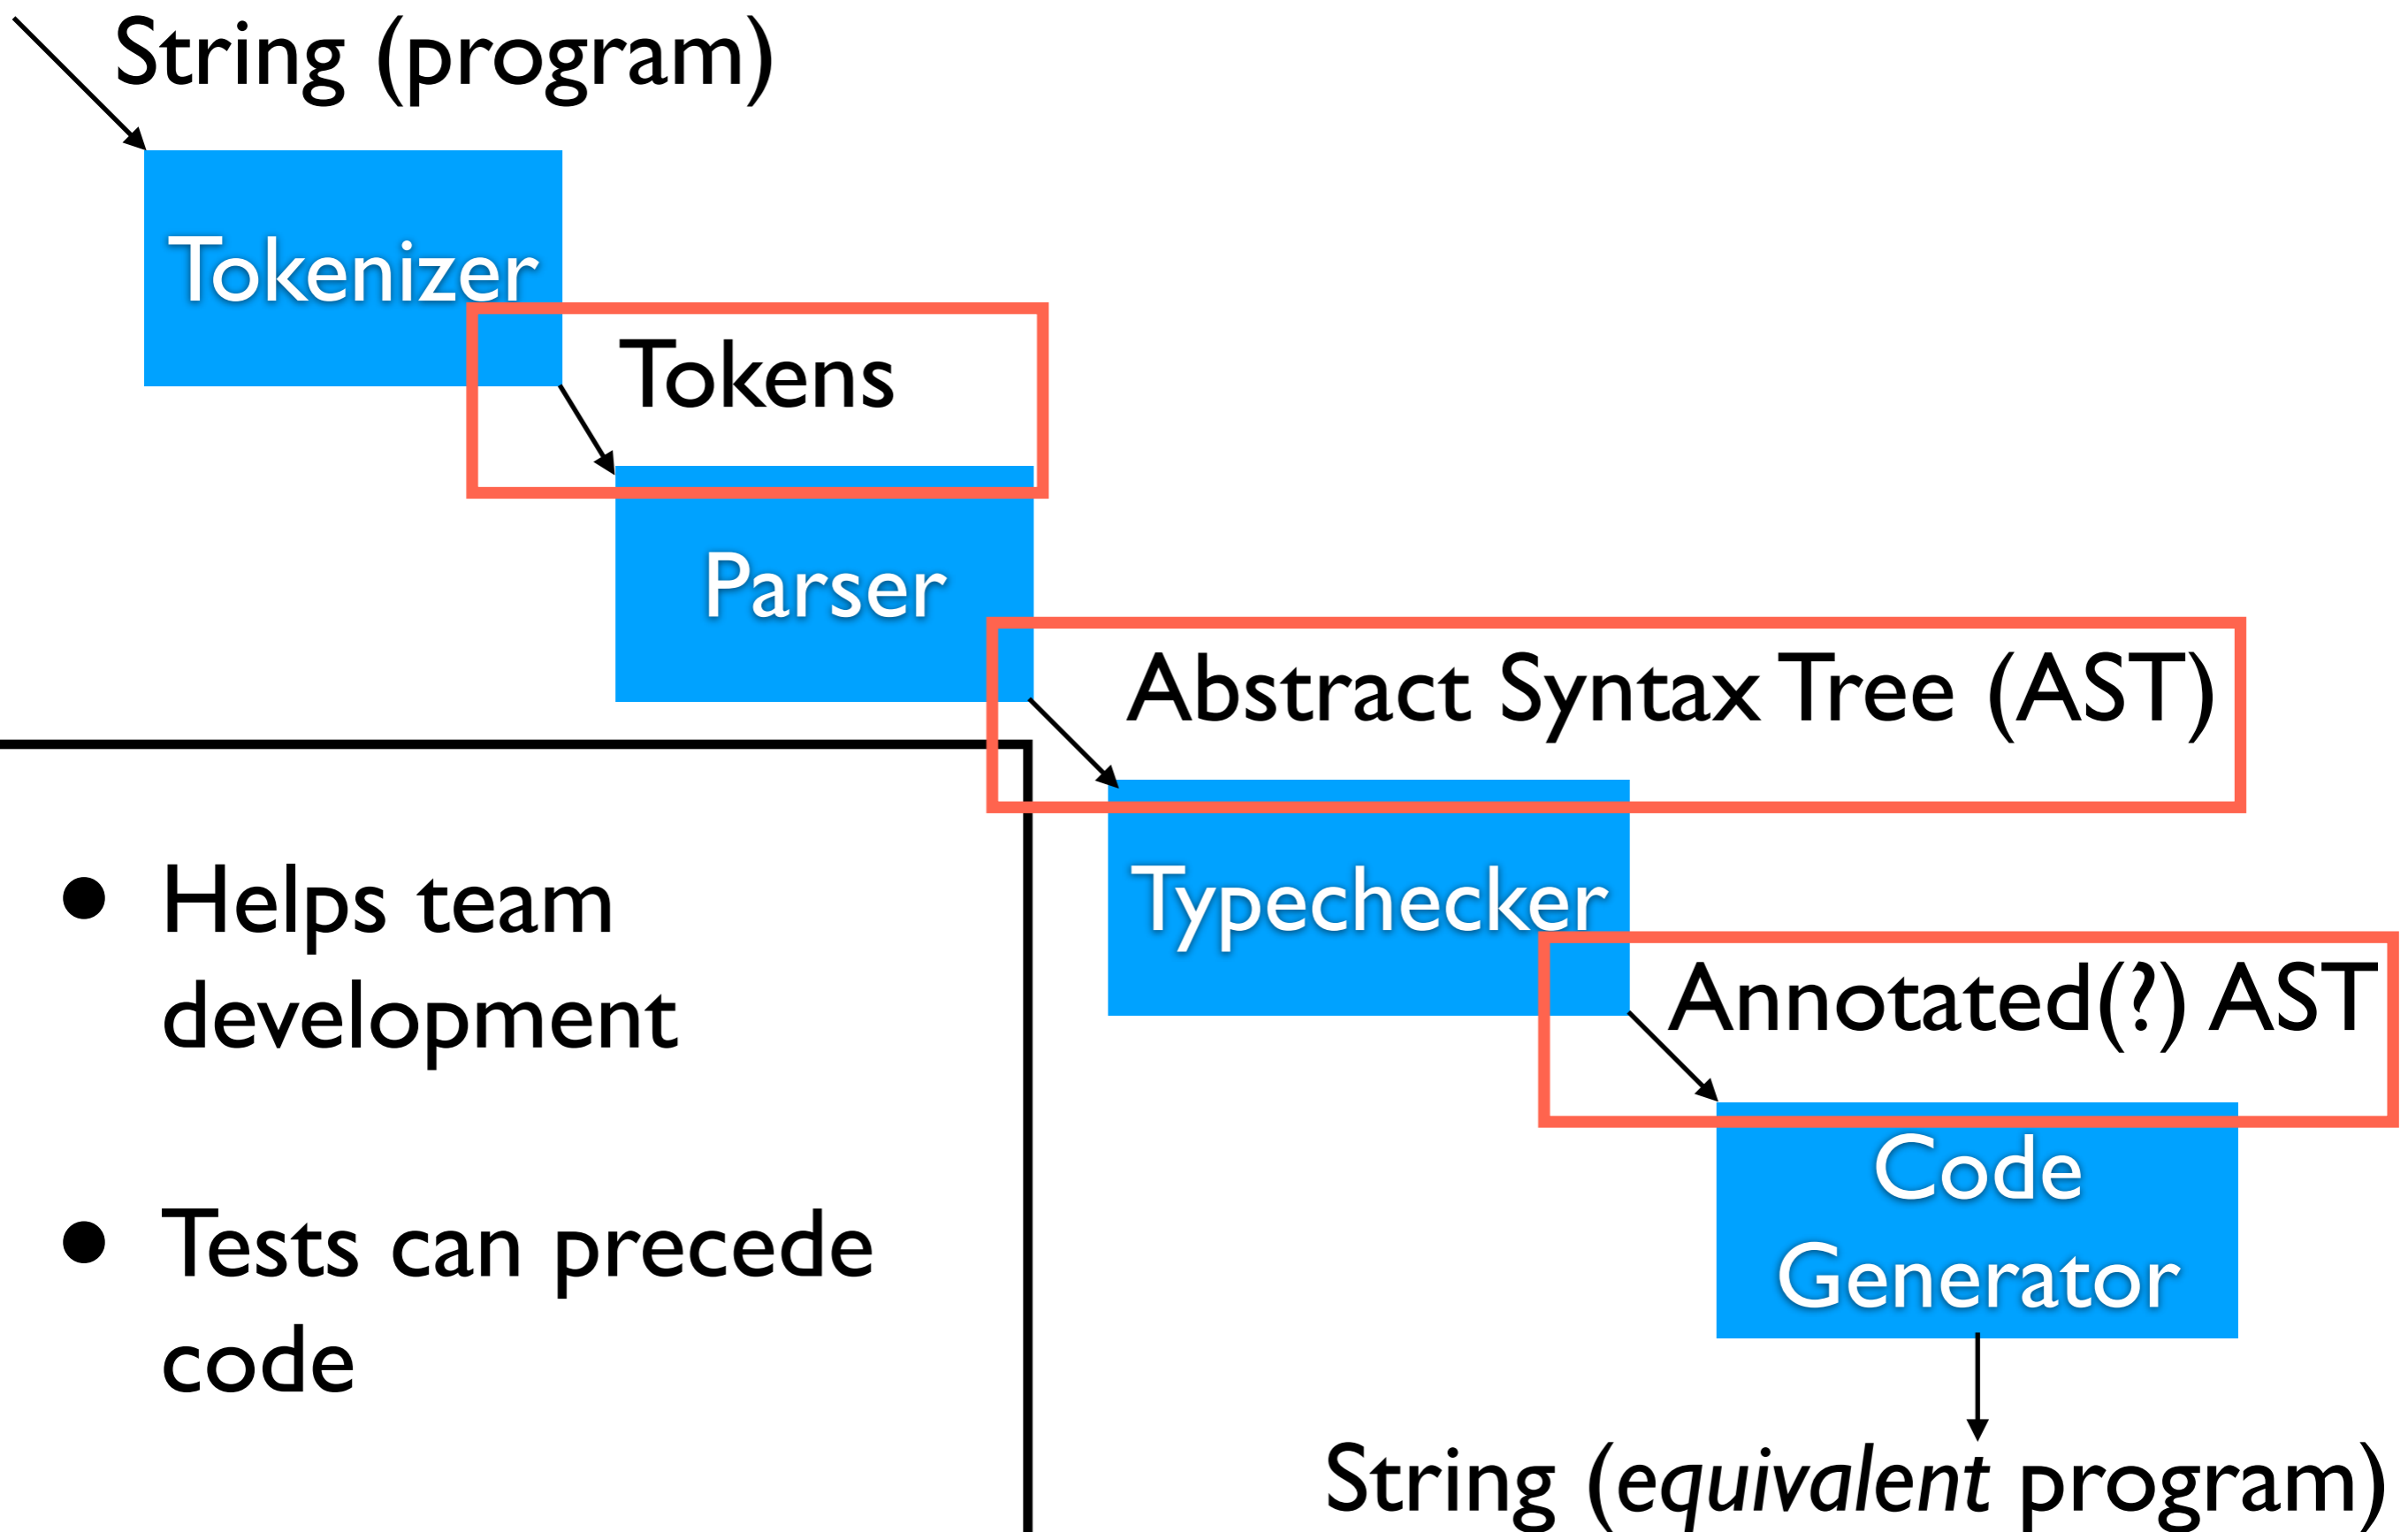 String (program)
Tokenizer
Tokens
Parser
Abstract Syntax Tree (AST)
Typechecker
Annotated(?) AST
Code
Generator
String (equivalent program)
● Helps team
development
● Tests can precede
code